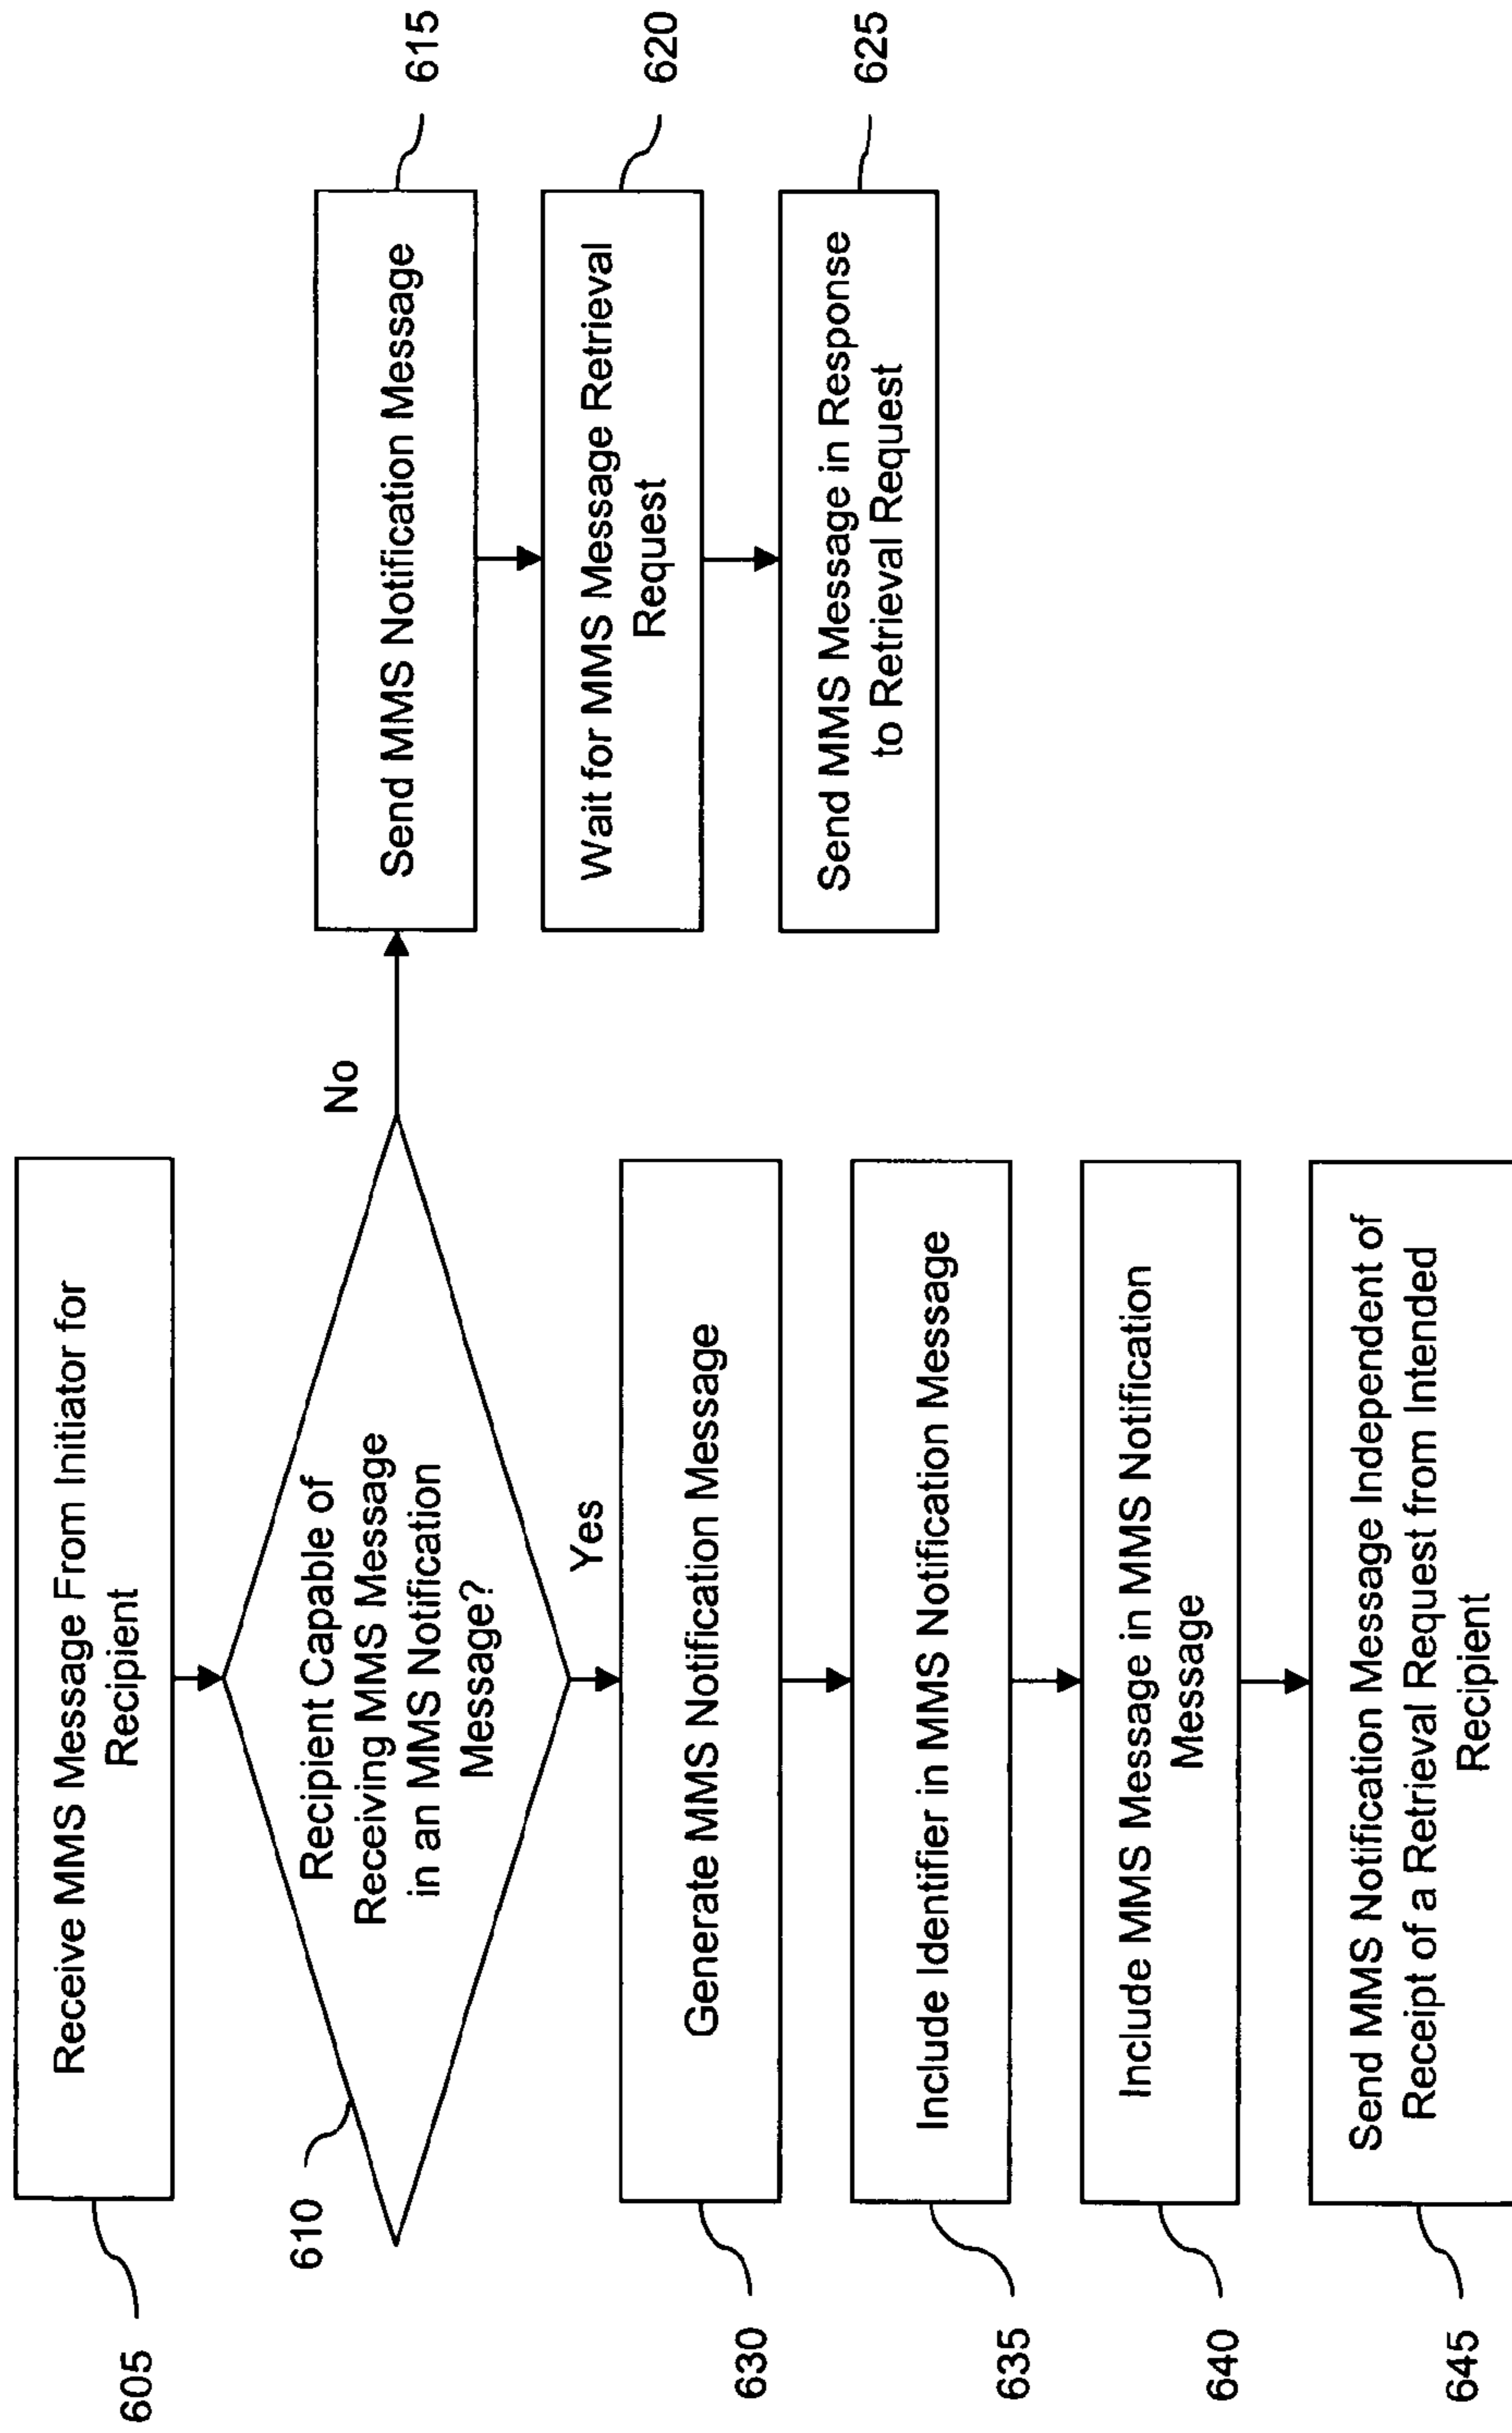 605
Receive MMS Message From Initiator for
Recipient
610
Recipient Capable of
Receiving MMS Message
in an MMS Notification
Message?
No
Send MMS Notification Message
615
Wait for MMS Message Retrieval
Request
620
Send MMS Message in Response
to Retrieval Request
625
Yes
630
Generate MMS Notification Message
635
Include Identifier in MMS Notification Message
640
Include MMS Message in MMS Notification
Message
645
Send MMS Notification Message Independent of
Receipt of a Retrieval Request from Intended
Recipient